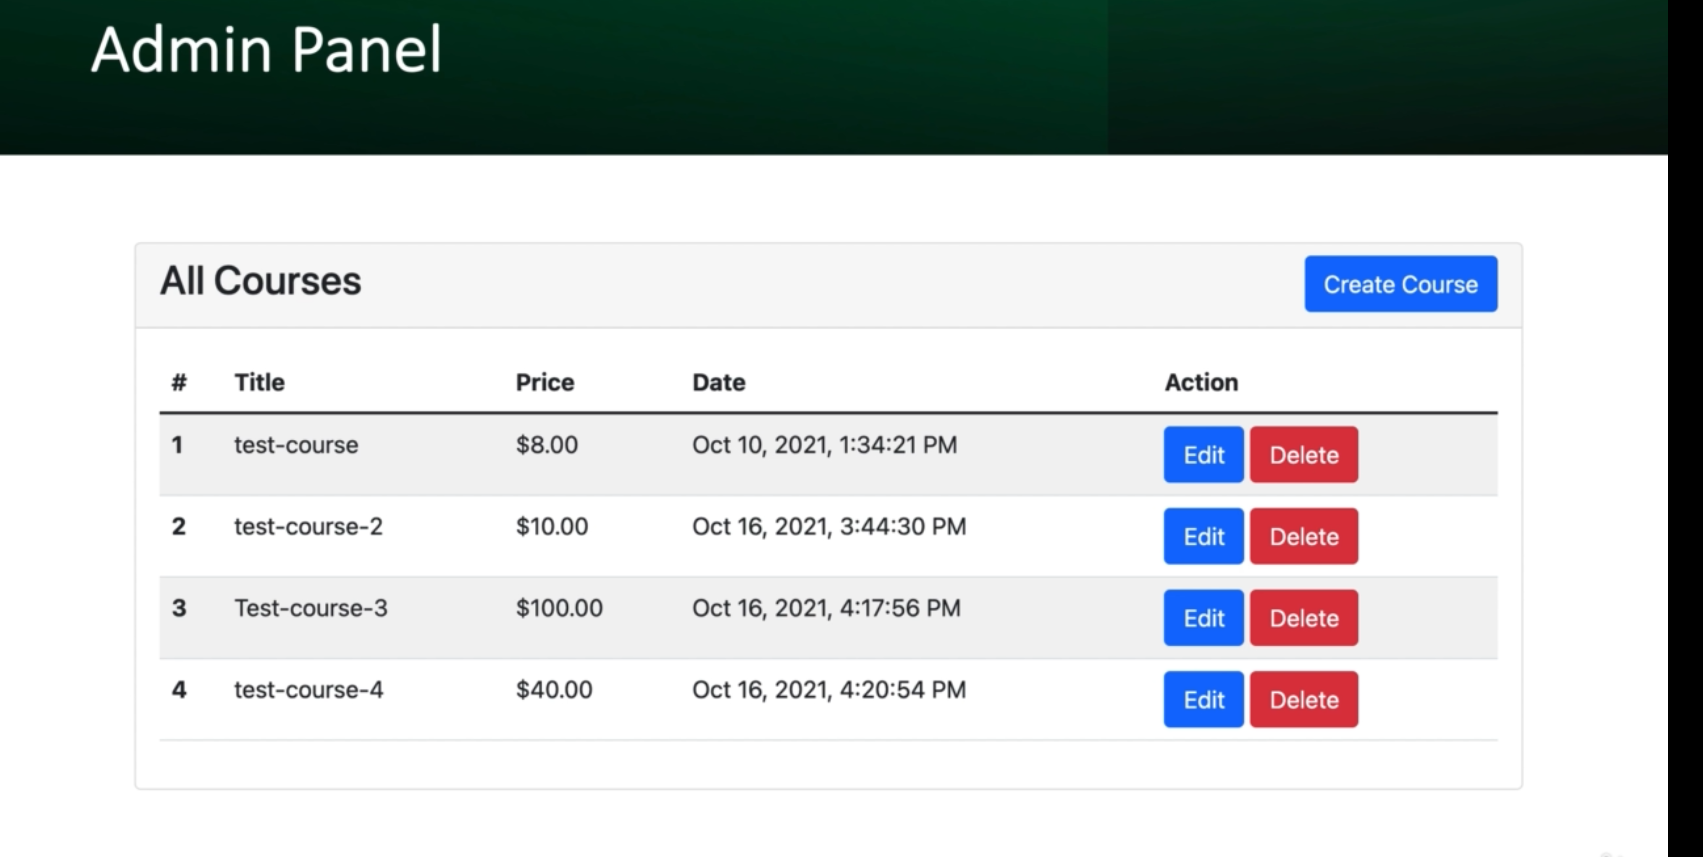 Admin Panel
All Courses
Create Course
# Title Price Date Action
1 test-course $8.00 Oct 10, 2021, 1:34:21 PM Edit Delete
2 test-course-2 $10.00 Oct 16, 2021, 3:44:30 PM Edit Delete
3 Test-course-3 $100.00 Oct 16, 2021, 4:17:56 PM Edit Delete
4 test-course-4 $40.00 Oct 16, 2021, 4:20:54 PM Edit Delete